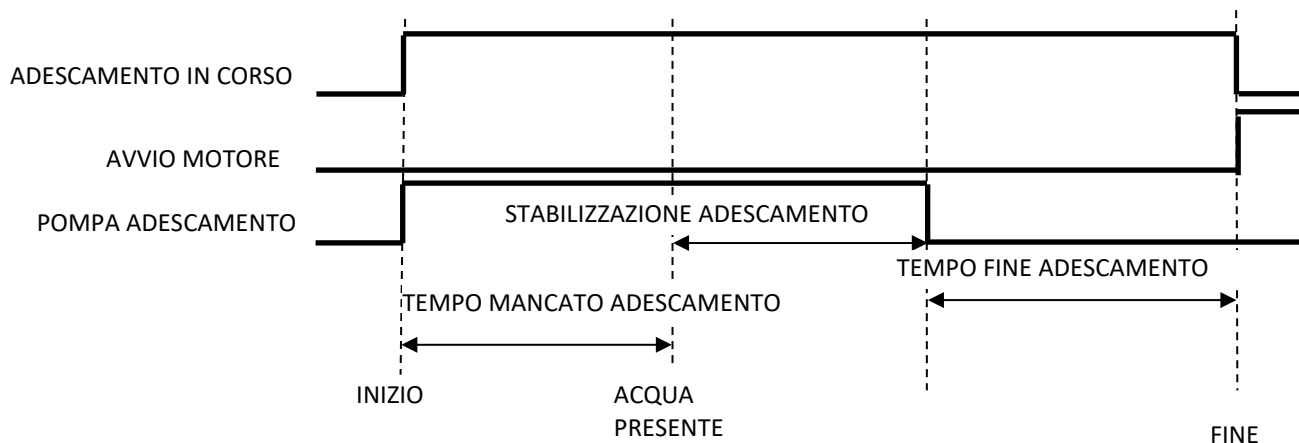 ADESCAMENTO IN CORSO
AVVIO MOTORE
POMPA ADESCAMENTO
STABILIZZAZIONE ADESCAMENTO
TEMPO FINE ADESCAMENTO
TEMPO MANCATO ADESCAMENTO
INIZIO
ACQUA
PRESENTE
FINE